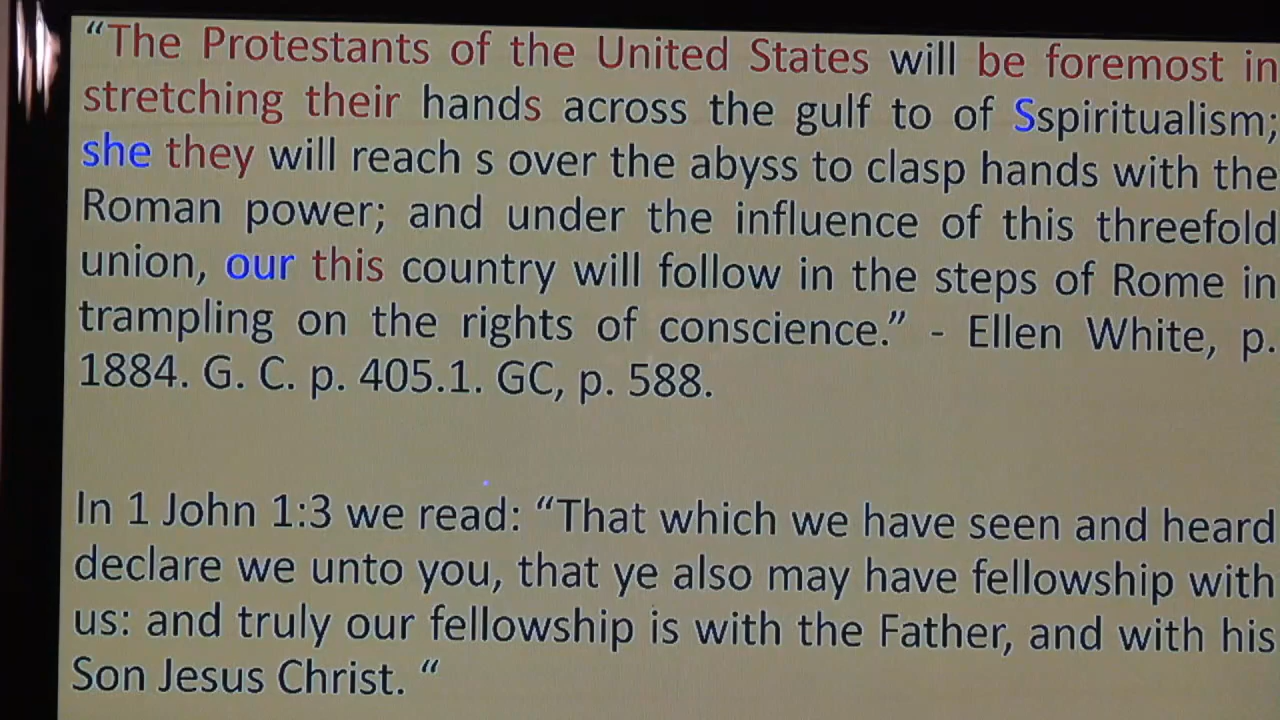 “The Protestants of the United States will be foremost in
stretching their hands across the gulf to of Sspiritualism;
she they will reach s over the abyss to clasp hands with the
Roman power; and under the influence of this threefold
union, our this country will follow in the steps of Rome in
trampling on the rights of conscience.” - Ellen White, p.
1884. G. C. p. 405.1. GC, p. 588.
In 1 John 1:3 we read: “That which we have seen and heard
declare we unto you, that ye also may have fellowship with
us: and truly our fellowship is with the Father, and with his
Son Jesus Christ. “